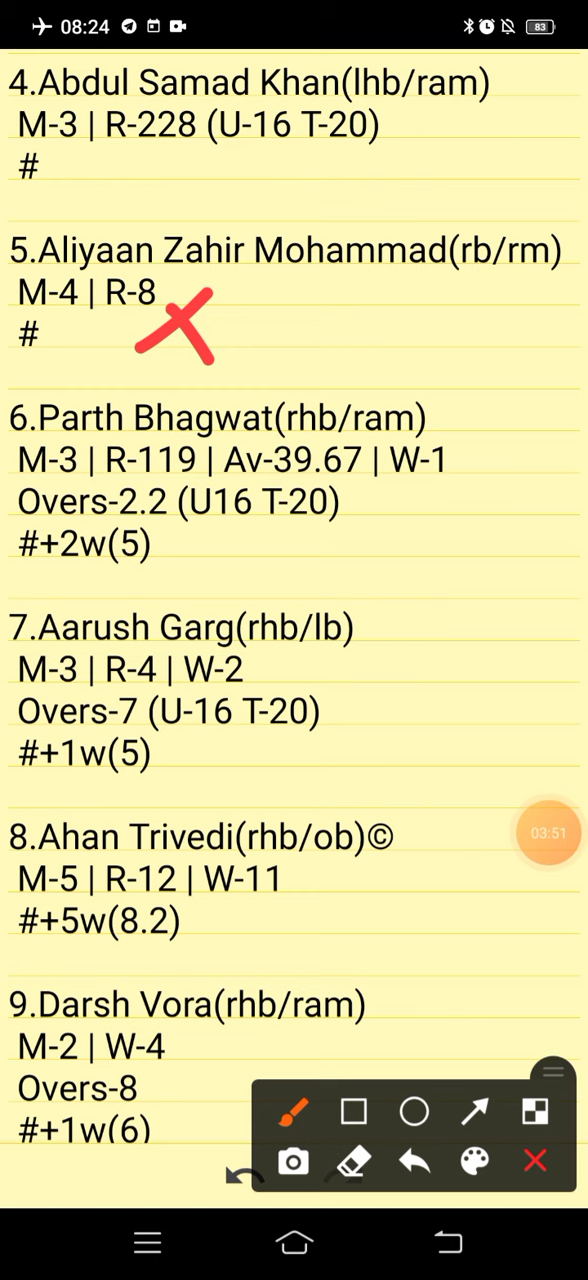 08:24
83
4.Abdul Samad Khan(lhb/ram)
M-3 | R-228 (U-16 T-20)
#
5.Aliyaan Zahir Mohammad(rb/rm)
M-4 | R-8
#
6.Parth Bhagwat(rhb/ram)
M-3 | R-119 | Av-39.67 | W-1
Overs-2.2 (U16 T-20)
#+2w(5)
7.Aarush Garg(rhb/lb)
M-3 | R-4 | W-2
Overs-7 (U-16 T-20)
#+1w(5)
03:51
8.Ahan Trivedi(rhb/ob)©
M-5 | R-12 | W-11
#+5w(8.2)
9.Darsh Vora(rhb/ram)
M-2 | W-4
Overs-8
#+1w(6)